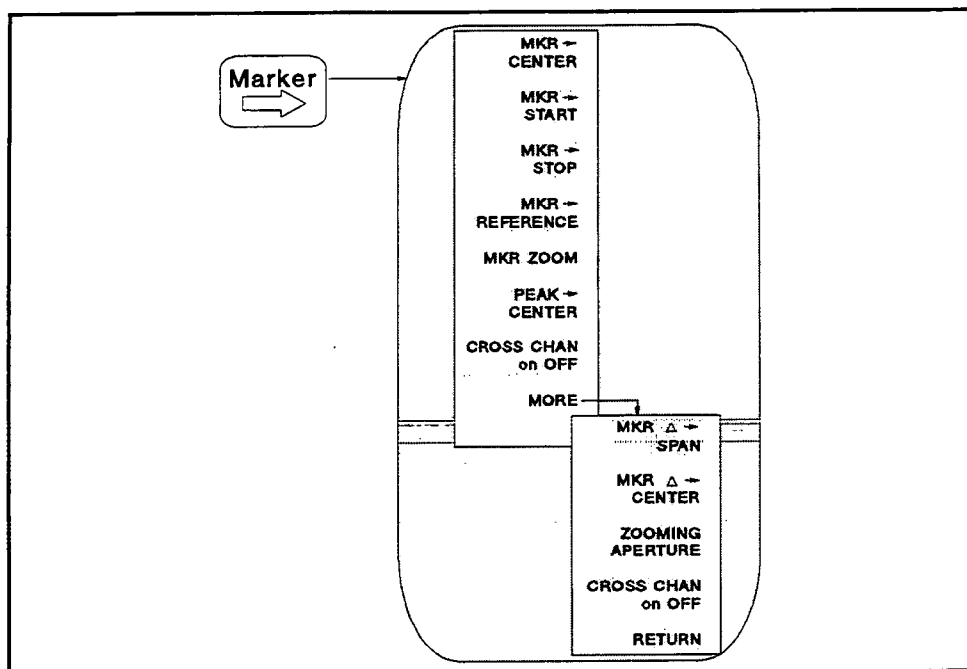 Marker
MKR →
CENTER
MKR →
START
MKR →
STOP
MKR →
REFERENCE
MKR ZOOM
PEAK →
CENTER
CROSS CHAN
on OFF
MORE
MKR Δ →
SPAN
MKR Δ →
CENTER
ZOOMING
APERTURE
CROSS CHAN
on OFF
RETURN